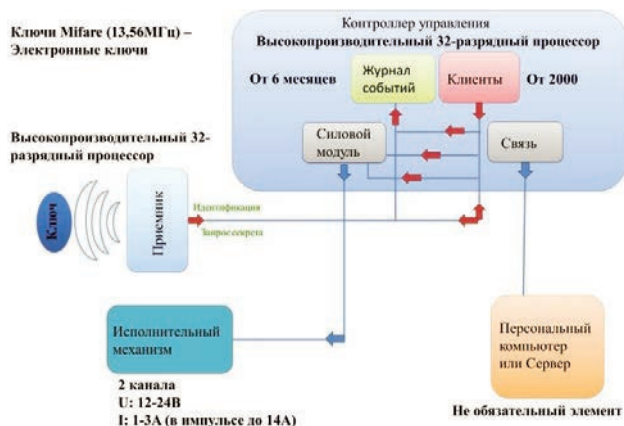 Ключи Mifare (13,56МГц) –
Электронные ключи
Контроллер управления
Высокопроизводительный 32-разрядный процессор
От 6 месяцев
Журнал
событий
Клиенты
От 2000
Высокопроизводительный 32-
разрядный процессор
Силовой
модуль
Связь
Ключ
Приемник
Идентификация
Запрос секрета
Исполнительный
механизм
2 канала
U: 12-24В
I: 1-3А (в импульсе до 14А)
Персональный
компьютер
или Сервер
Не обязательный элемент